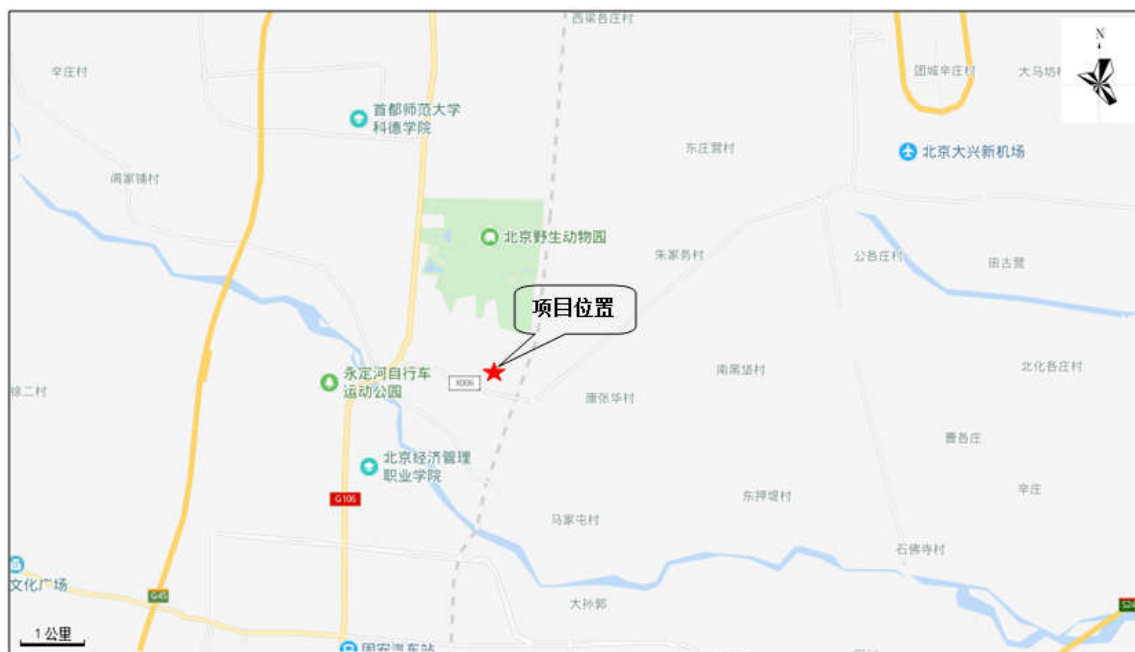 西梁各庄村
N
辛庄村
团城辛庄村
大马坊村
首都师范大学
科德学院
东庄营村
北京大兴新机场
阎家铺村
北京野生动物园
朱家务村
公各庄村
田古营
项目位置
永定河自行车
运动公园
X006
康张华村
南黑垡村
北化各庄村
徐二村
曹各庄
北京经济管理
职业学院
G106
东押堤村
辛庄
马家屯村
石佛寺村
文化广场
G45
大孙郭
S24
1 公里
固安汽车站